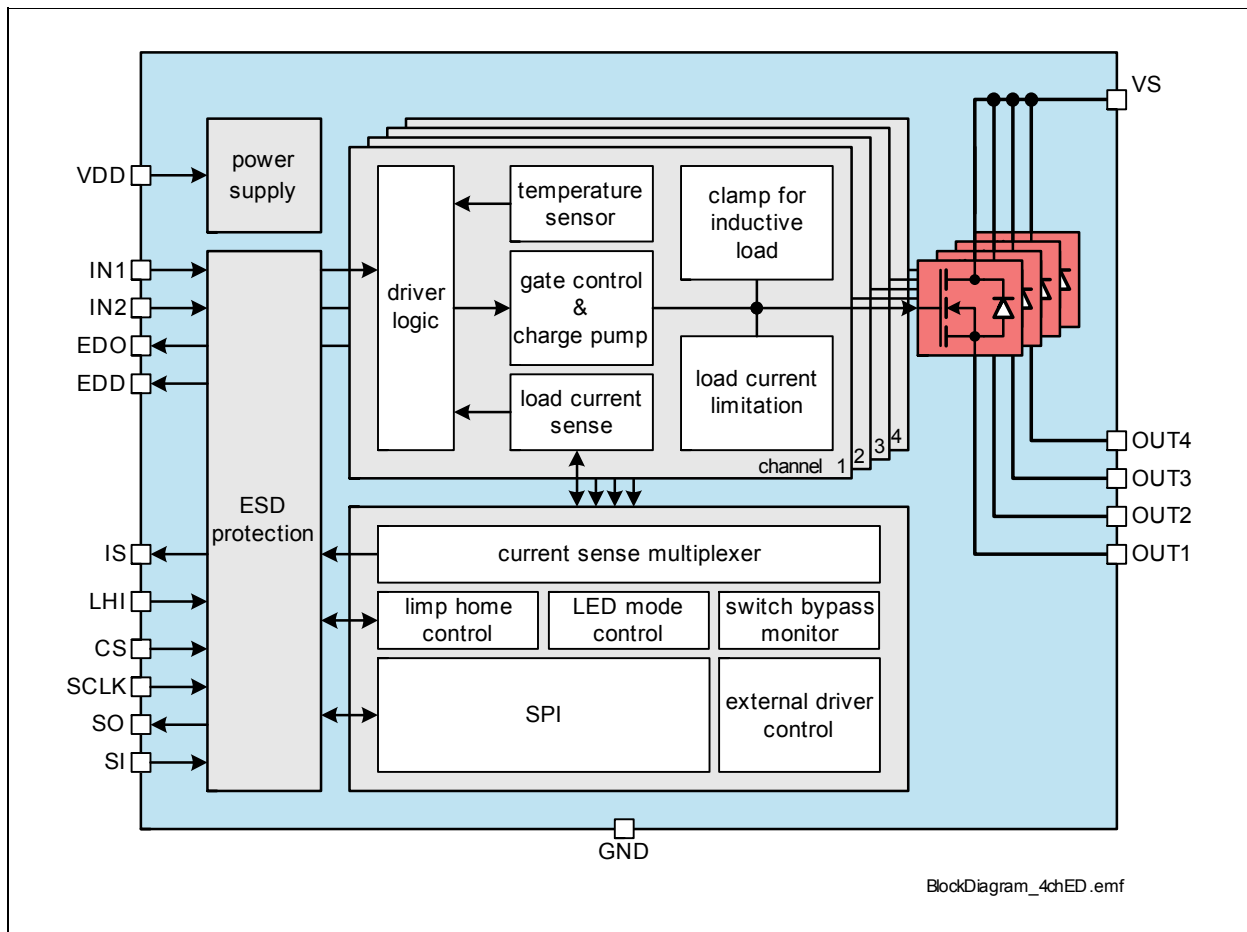 VS
power
supply
VDD
temperature
sensor
clamp for
inductive
load
IN1
IN2
EDO
EDD
driver
logic
gate control
&
charge pump
load current
sense
load current
limitation
channel 1
2
3
4
OUT4
OUT3
OUT2
OUT1
ESD
protection
IS
LHI
CS
SCLK
SO
SI
current sense multiplexer
limp home
control
LED mode
control
switch bypass
monitor
SPI
external driver
control
GND
BlockDiagram_4chED.emf